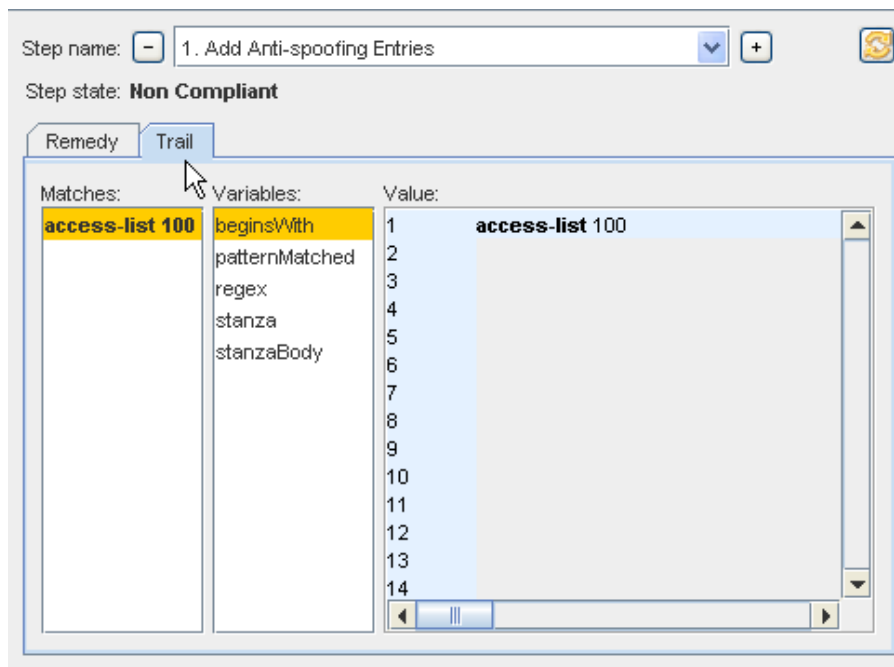 Step name: − 1. Add Anti-spoofing Entries +
Step state: Non Compliant
Remedy Trail
Matches: Variables: Value:
access-list 100 beginsWith 1 access-list 100
patternMatched 2
regex 3
stanza 4
stanzaBody 5
6
7
8
9
10
11
12
13
14